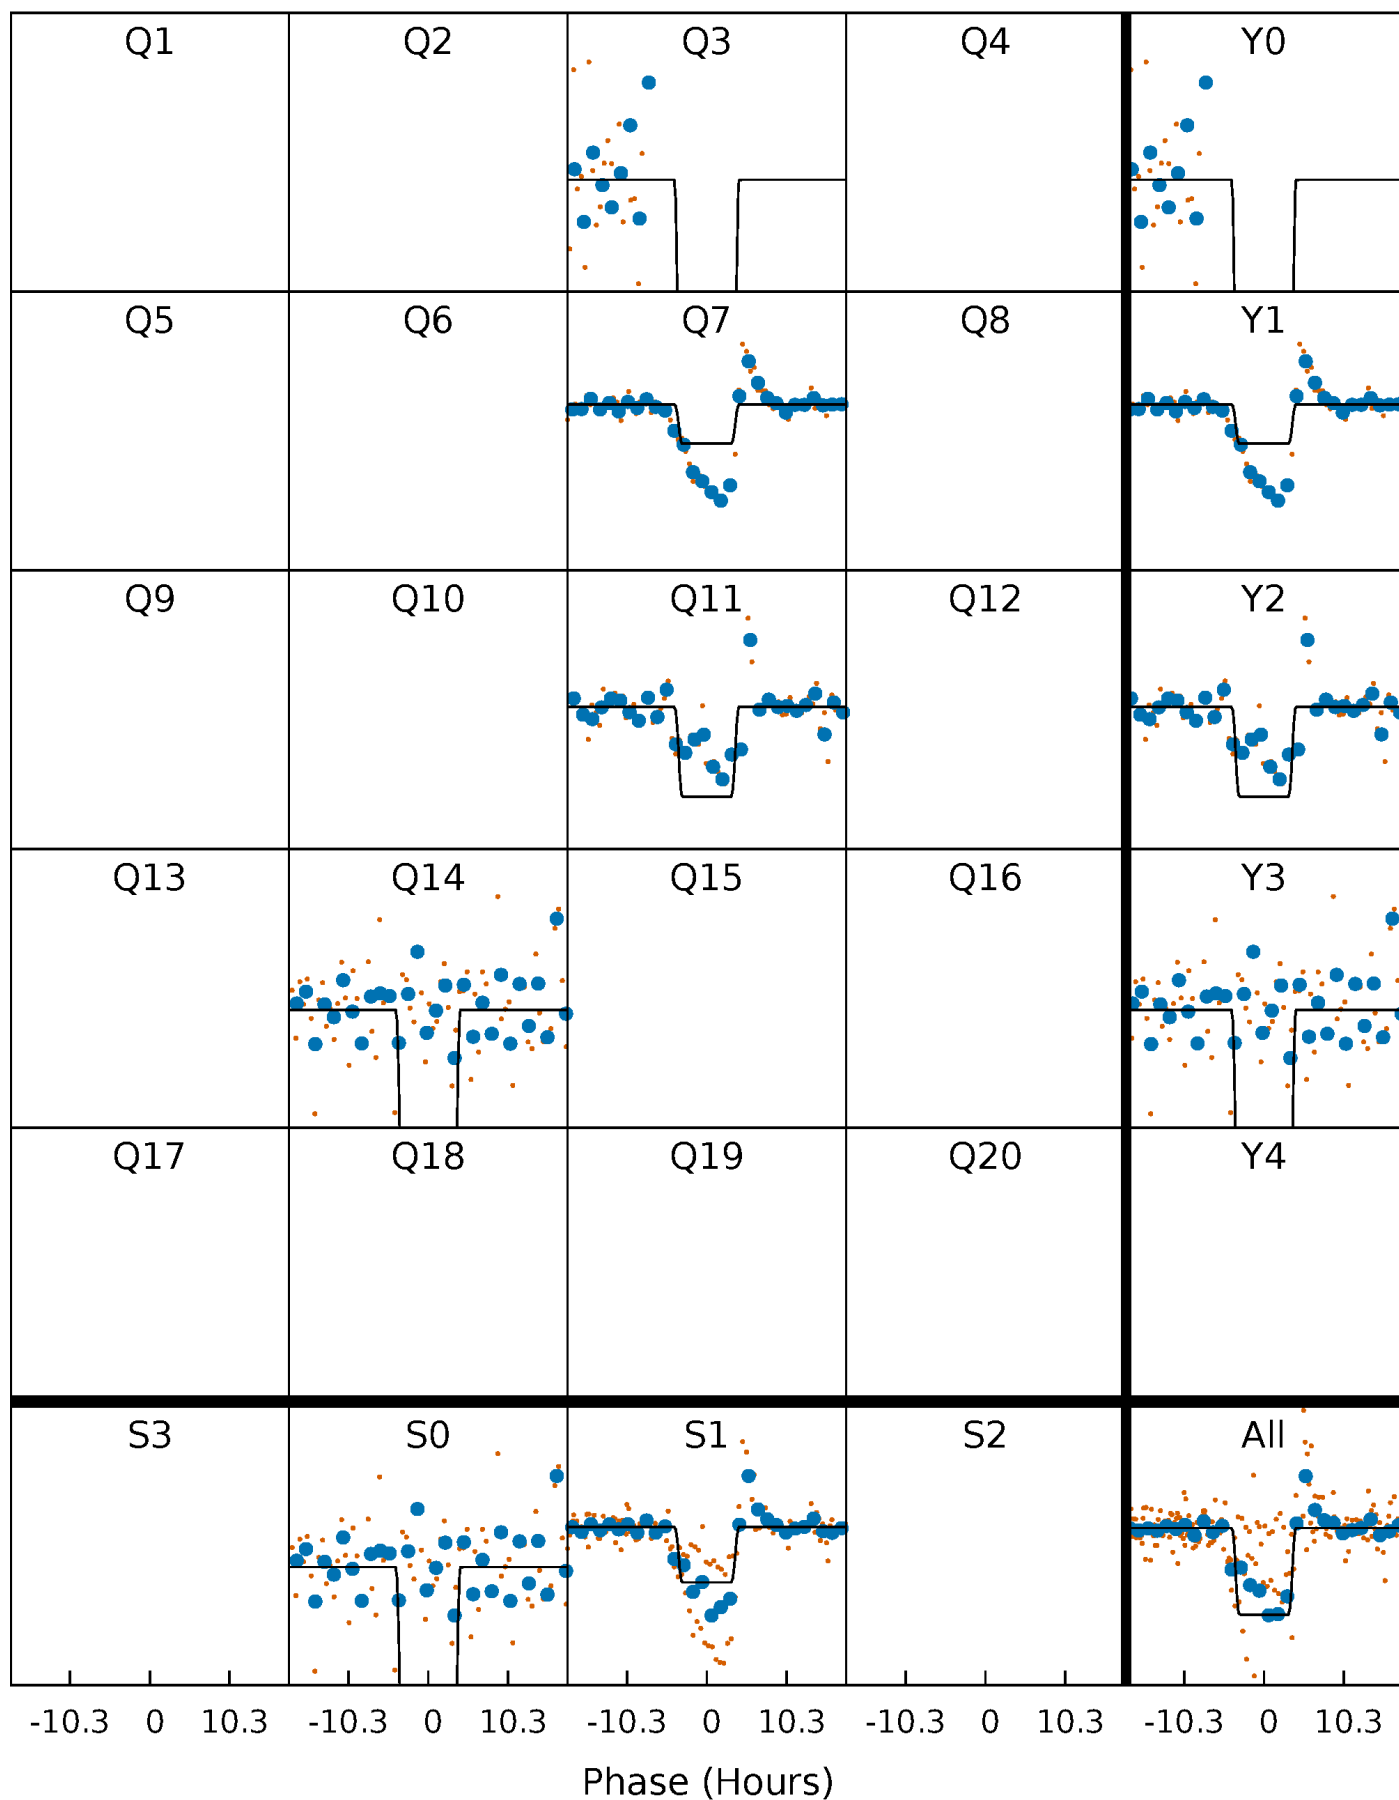 Q1 Q2 Q3 Q4 Y0
Q5 Q6 Q7 Q8 Y1
Q9 Q10 Q11 Q12 Y2
Q13 Q14 Q15 Q16 Y3
Q17 Q18 Q19 Q20 Y4
S3 S0 S1 S2 All
-10.3 0 10.3 -10.3 0 10.3 -10.3 0 10.3 -10.3 0 10.3 -10.3 0 10.3
Phase (Hours)